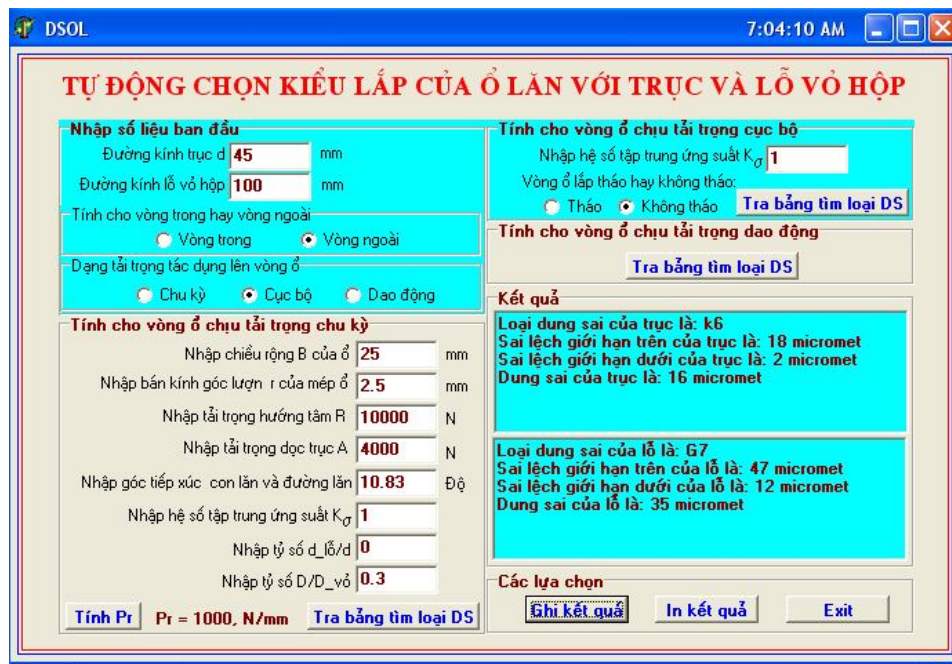 DSOL
7:04:10 AM
TỰ ĐỘNG CHỌN KIỂU LẮP CỦA Ổ LĂN VỚI TRỤC VÀ LỖ VỎ HỘP
Nhập số liệu ban đầu
Đường kính trục d 45 mm
Đường kính lỗ vỏ hộp 100 mm
Tính cho vòng trong hay vòng ngoài
Vòng trong Vòng ngoài
Dạng tải trọng tác dụng lên vòng ổ
Chu kỳ Cục bộ Dao động
Tính cho vòng ổ chịu tải trọng chu kỳ
Nhập chiều rộng B của ổ 25 mm
Nhập bán kính góc lượn r của mép ổ 2.5 mm
Nhập tải trọng hướng tâm R 10000 N
Nhập tải trọng dọc trục A 4000 N
Nhập góc tiếp xúc con lăn và đường lăn 10.83 Độ
Nhập hệ số tập trung ứng suất Kσ 1
Nhập tỷ số d_lỗ/d 0
Nhập tỷ số D/D_vỏ 0.3
Tính Pr Pr = 1000, N/mm Tra bảng tìm loại DS
Tính cho vòng ổ chịu tải trọng cục bộ
Nhập hệ số tập trung ứng suất Kσ 1
Vòng ổ lắp tháo hay không tháo:
Tháo Không tháo Tra bảng tìm loại DS
Tính cho vòng ổ chịu tải trọng dao động
Tra bảng tìm loại DS
Kết quả
Loại dung sai của trục là: k6
Sai lệch giới hạn trên của trục là: 18 micromet
Sai lệch giới hạn dưới của trục là: 2 micromet
Dung sai của trục là: 16 micromet
Loại dung sai của lỗ là: G7
Sai lệch giới hạn trên của lỗ là: 47 micromet
Sai lệch giới hạn dưới của lỗ là: 12 micromet
Dung sai của lỗ là: 35 micromet
Các lựa chọn
Ghi kết quả In kết quả Exit